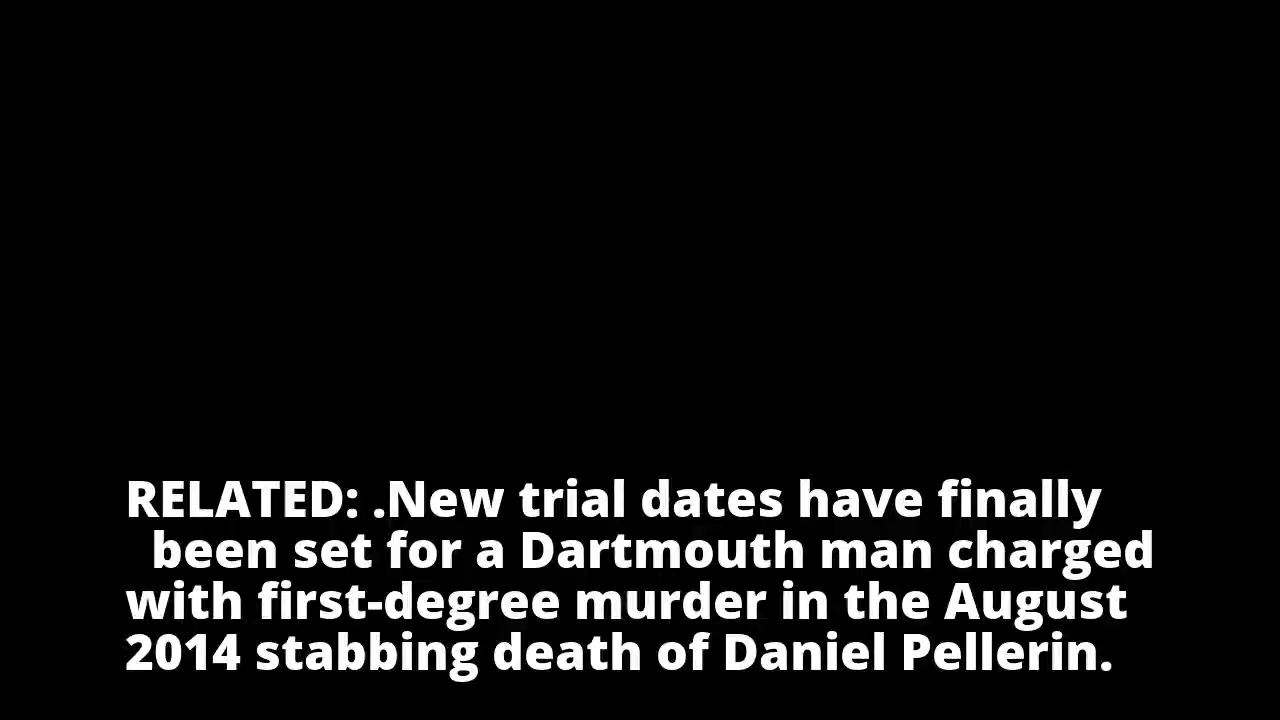 RELATED: .New trial dates have finally
been set for a Dartmouth man charged
with first-degree murder in the August
2014 stabbing death of Daniel Pellerin.